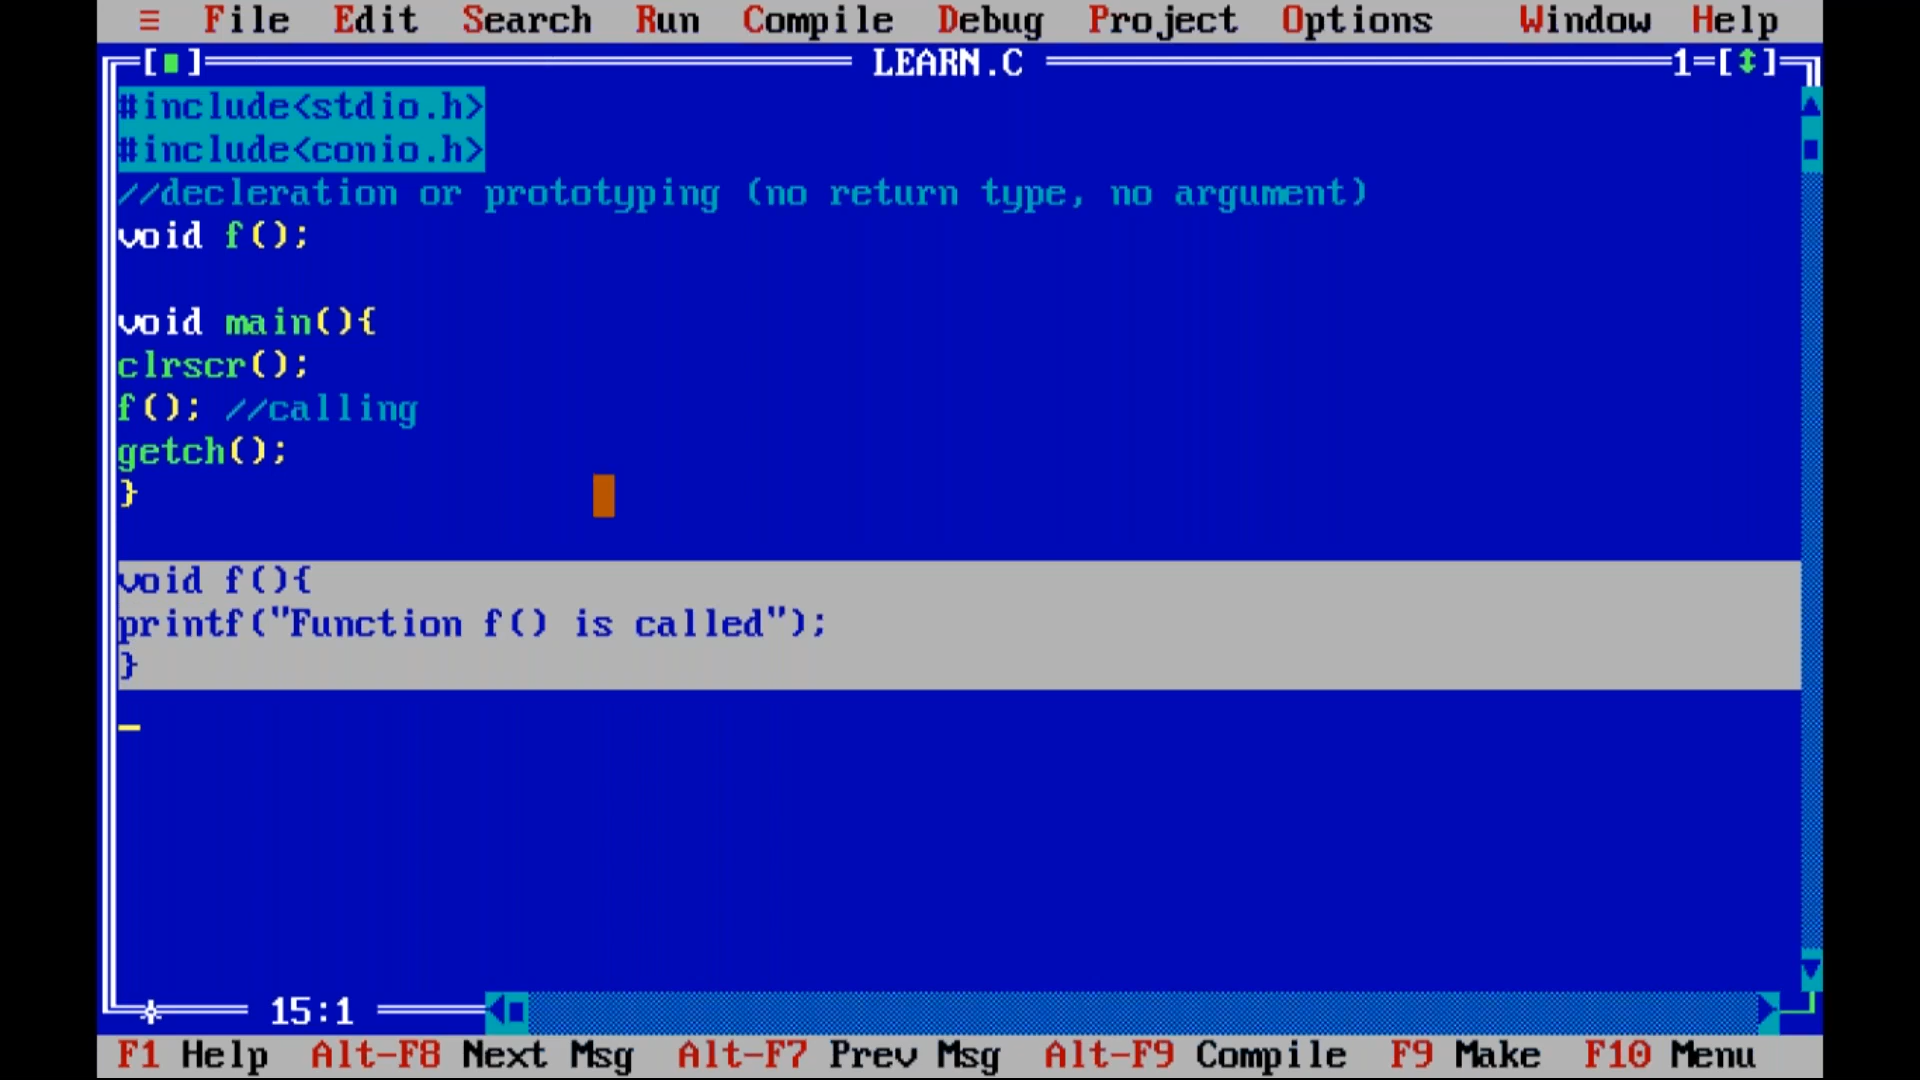 ≡ File Edit Search Run Compile Debug Project Options Window Help
[■] LEARN.C 1=[↕]
#include<stdio.h>
#include<conio.h>
//decleration or prototyping (no return type, no argument)
void f();
void main(){
clrscr();
f(); //calling
getch();
}
void f(){
printf("Function f() is called");
}
15:1
F1 Help Alt-F8 Next Msg Alt-F7 Prev Msg Alt-F9 Compile F9 Make F10 Menu